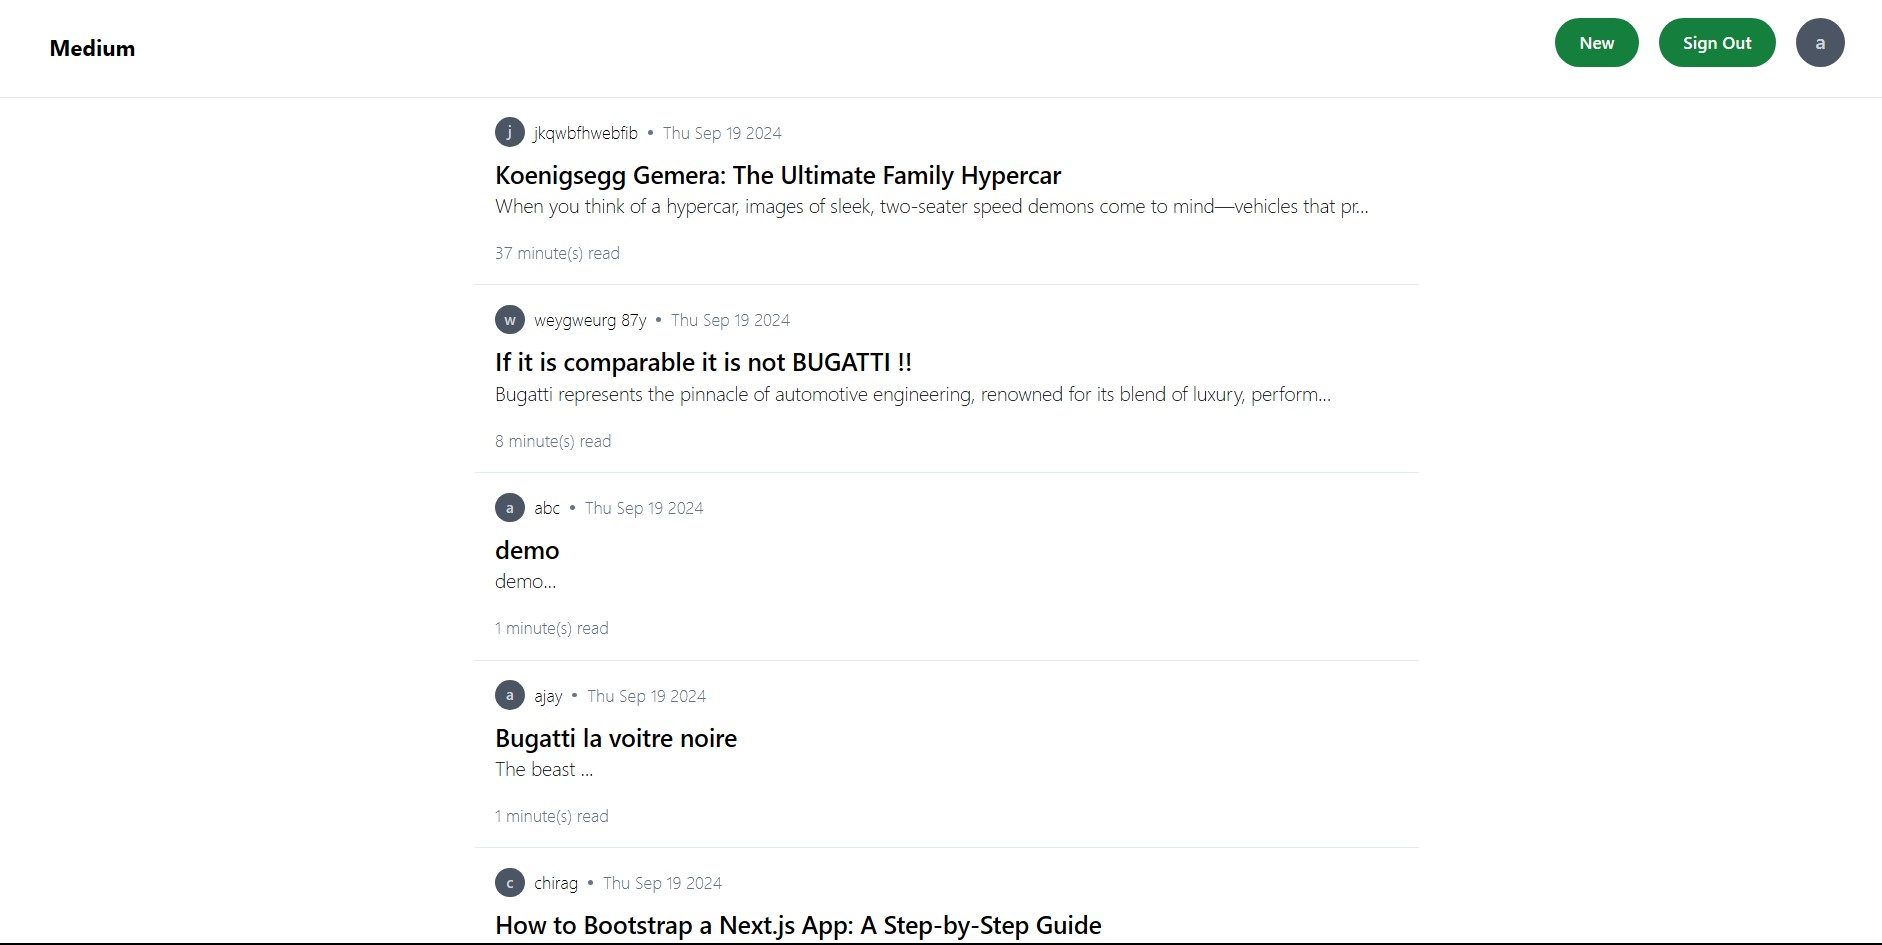 Medium
New
Sign Out
a
j jkqwbfhwebfib • Thu Sep 19 2024
Koenigsegg Gemera: The Ultimate Family Hypercar
When you think of a hypercar, images of sleek, two-seater speed demons come to mind—vehicles that pr...
37 minute(s) read
w weygweurg 87y • Thu Sep 19 2024
If it is comparable it is not BUGATTI !!
Bugatti represents the pinnacle of automotive engineering, renowned for its blend of luxury, perform...
8 minute(s) read
a abc • Thu Sep 19 2024
demo
demo...
1 minute(s) read
a ajay • Thu Sep 19 2024
Bugatti la voitre noire
The beast ...
1 minute(s) read
c chirag • Thu Sep 19 2024
How to Bootstrap a Next.js App: A Step-by-Step Guide